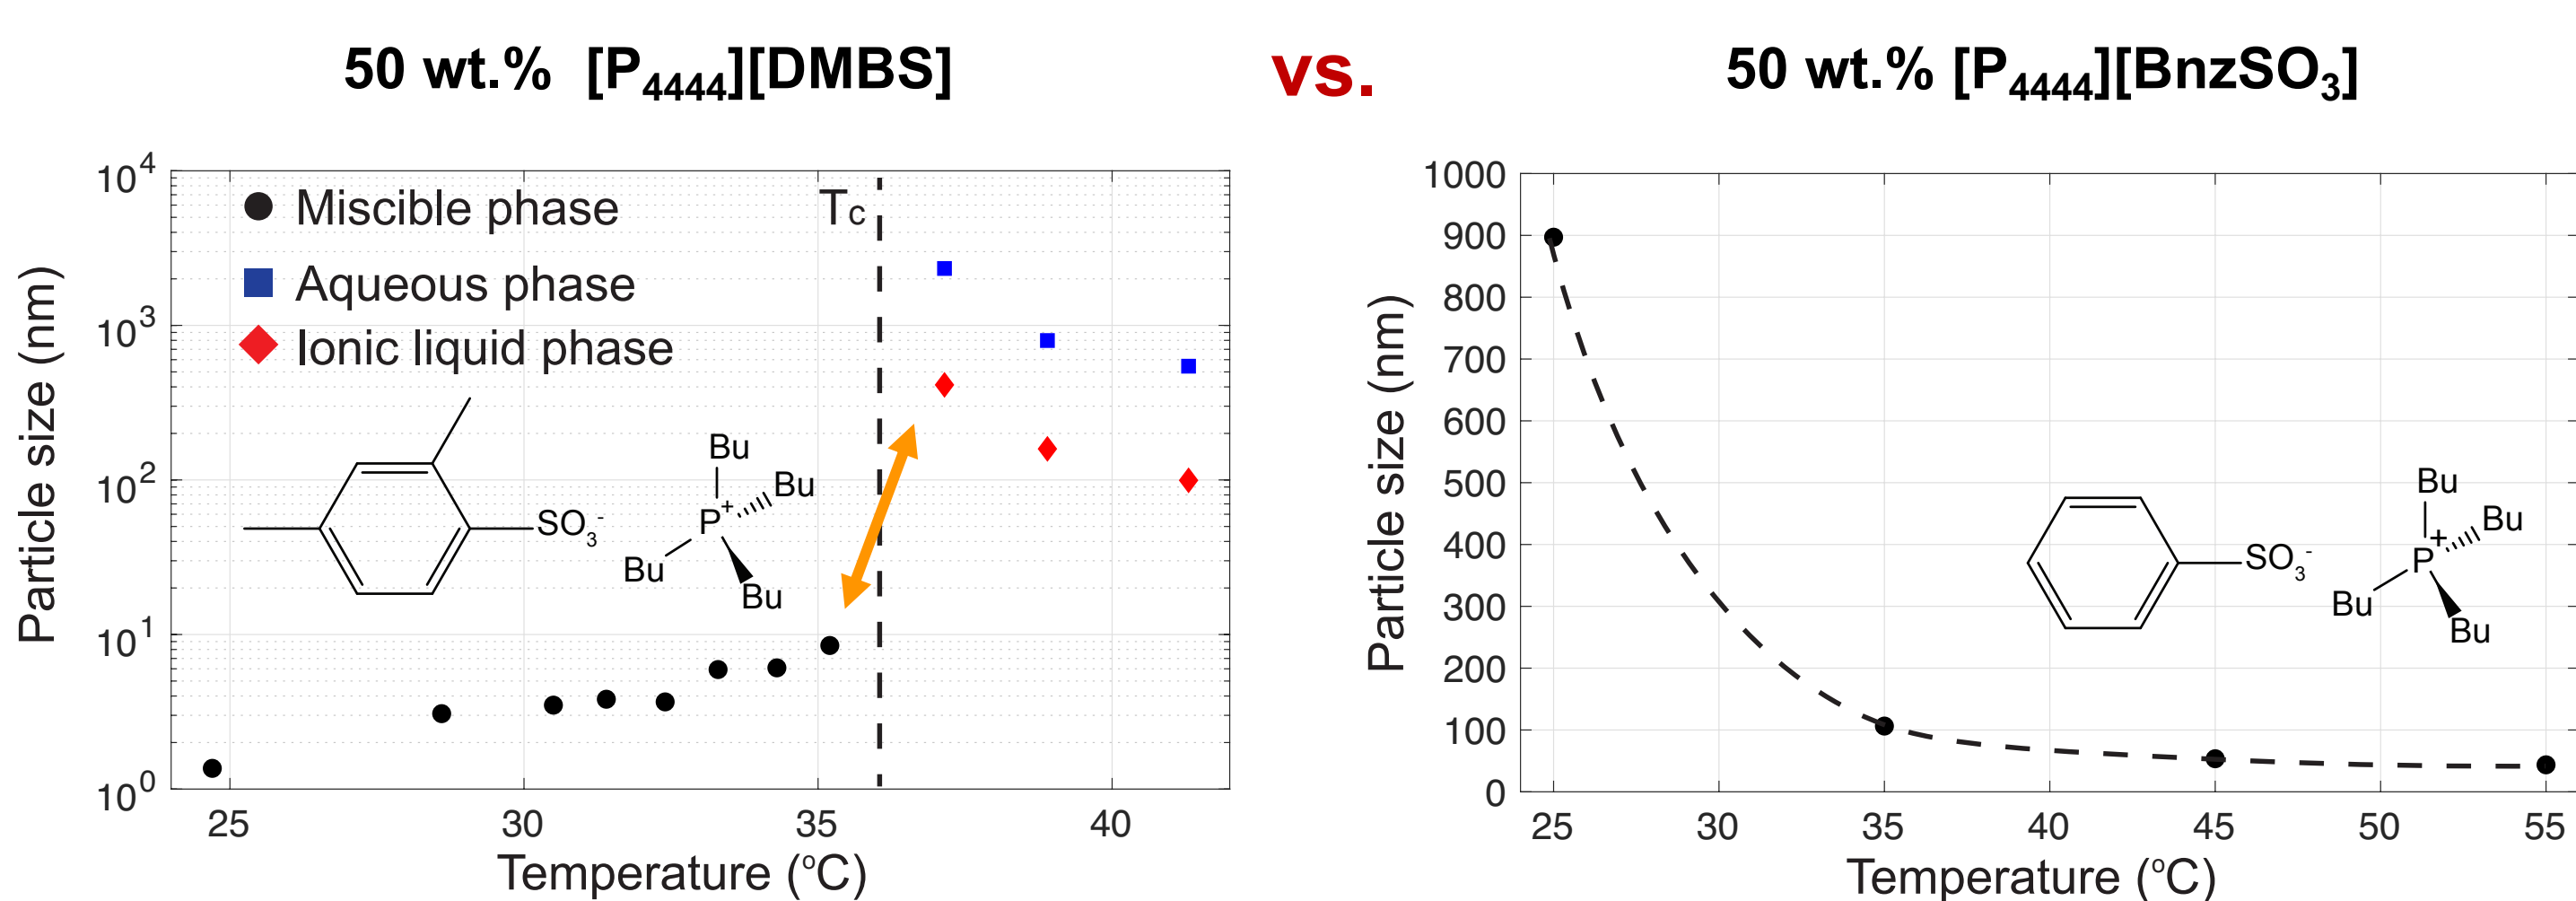 50 wt.% [P4444][DMBS]
vs.
50 wt.% [P4444][BnzSO3]
Particle size (nm)
10^4
10^3
10^2
10^1
10^0
Miscible phase
Aqueous phase
Ionic liquid phase
Tc
SO3-
Bu
Bu
P+
Bu
Bu
25 30 35 40
Temperature (°C)
Particle size (nm)
1000
900
800
700
600
500
400
300
200
100
0
SO3-
Bu
Bu
P+
Bu
Bu
25 30 35 40 45 50 55
Temperature (°C)